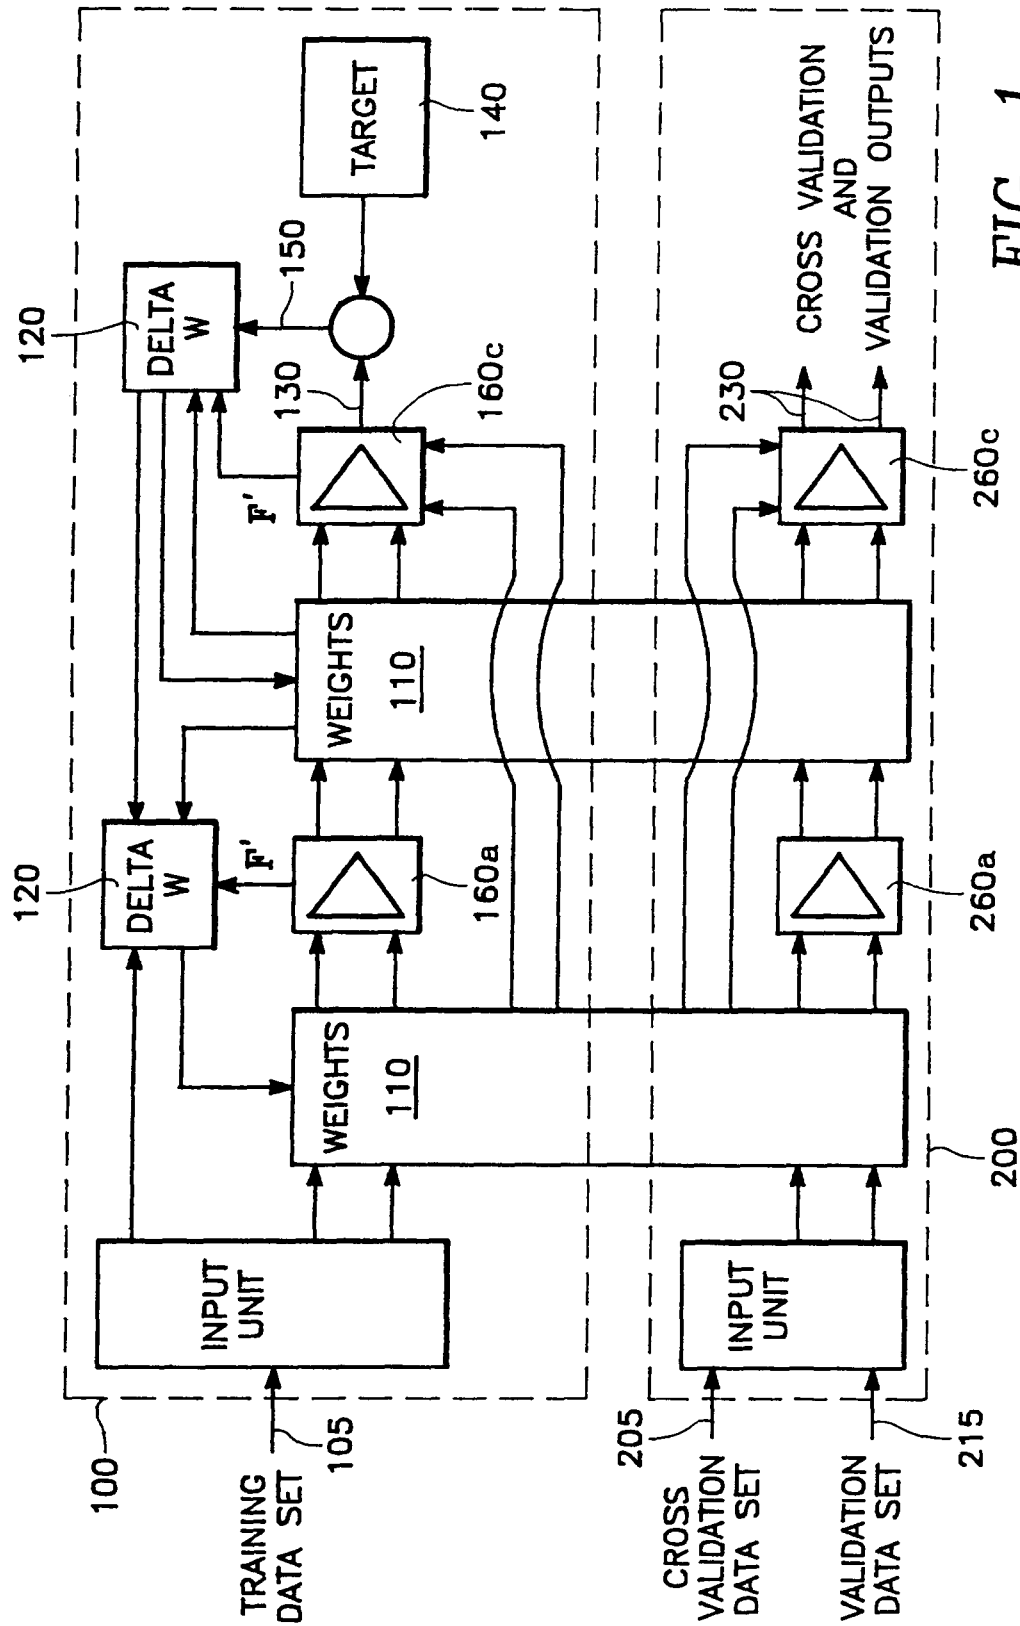 100
TRAINING
DATA SET
105
INPUT
UNIT
WEIGHTS
110
120
DELTA
W
F'
160a
WEIGHTS
110
120
DELTA
W
F'
160c
130
150
TARGET
140
CROSS
VALIDATION
DATA SET
205
VALIDATION
DATA SET
215
INPUT
UNIT
200
260a
260c
230
CROSS VALIDATION
AND
VALIDATION OUTPUTS
FIG. 1